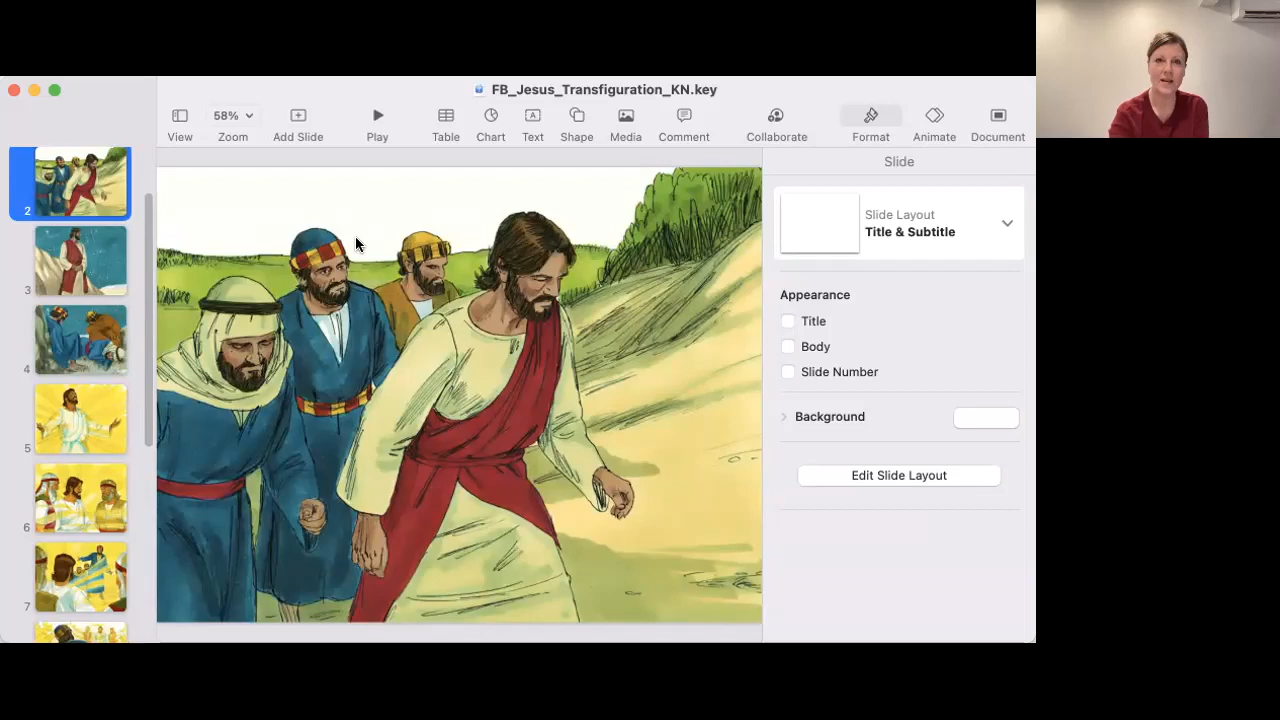 FB_Jesus_Transfiguration_KN.key
View
58%
Zoom
Add Slide
Play
Table
Chart
Text
Shape
Media
Comment
Collaborate
Format
Animate
Document
2
3
4
5
6
7
Slide
Slide Layout
Title & Subtitle
Appearance
Title
Body
Slide Number
Background
Edit Slide Layout